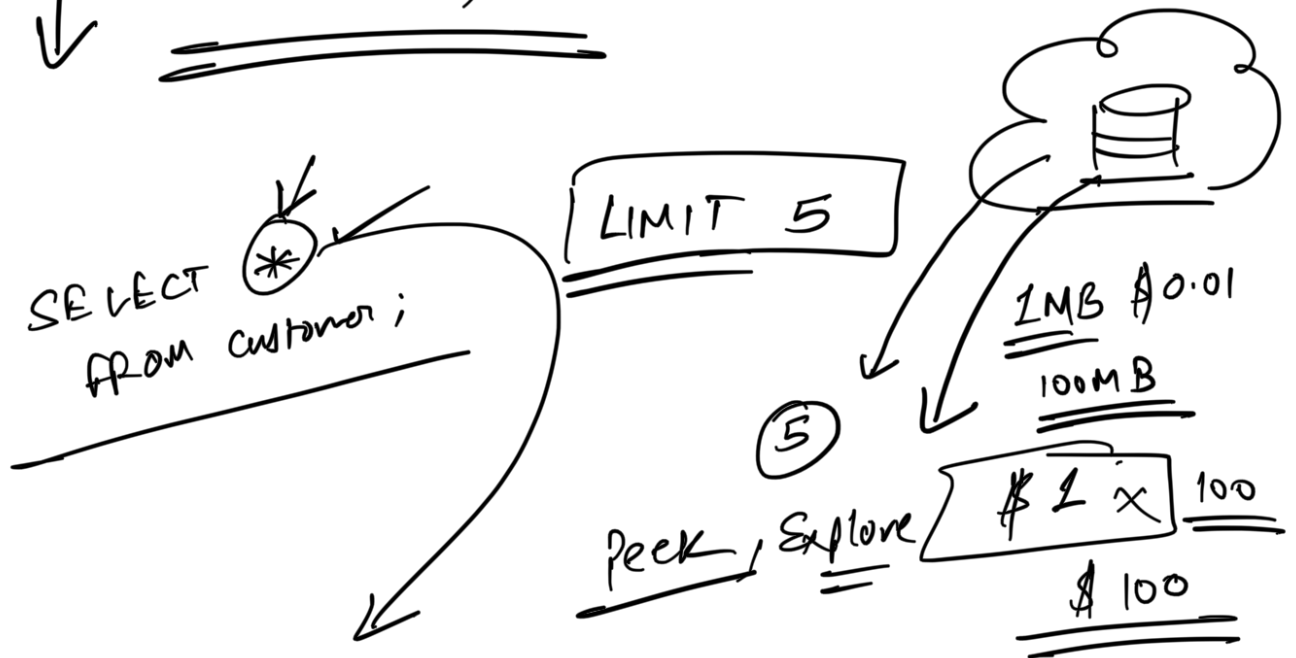 SELECT *
FROM customer;
LIMIT 5
1MB $0.01
100MB
5
$1 x 100
Peek, Explore
$100